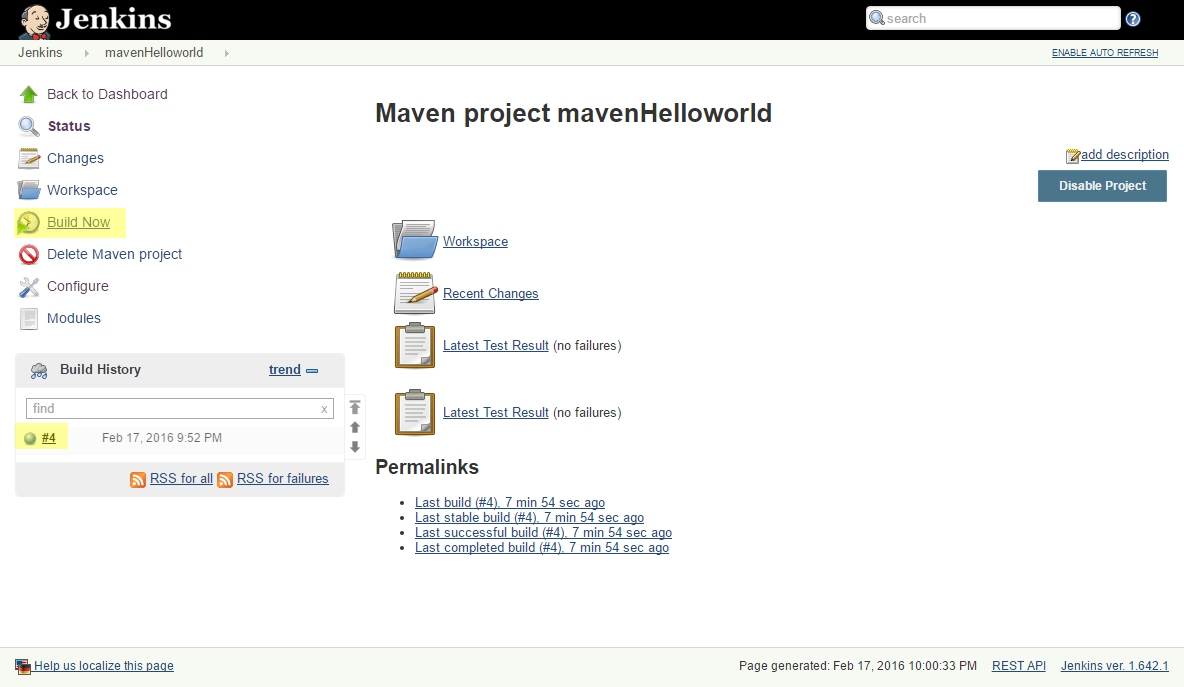 Jenkins
search
Jenkins mavenHelloworld
ENABLE AUTO REFRESH
Back to Dashboard
Status
Changes
Workspace
Build Now
Delete Maven project
Configure
Modules
Build History trend
find x
#4 Feb 17, 2016 9:52 PM
RSS for all RSS for failures
Maven project mavenHelloworld
add description
Disable Project
Workspace
Recent Changes
Latest Test Result (no failures)
Latest Test Result (no failures)
Permalinks
Last build (#4), 7 min 54 sec ago
Last stable build (#4), 7 min 54 sec ago
Last successful build (#4), 7 min 54 sec ago
Last completed build (#4), 7 min 54 sec ago
Help us localize this page
Page generated: Feb 17, 2016 10:00:33 PM REST API Jenkins ver. 1.642.1